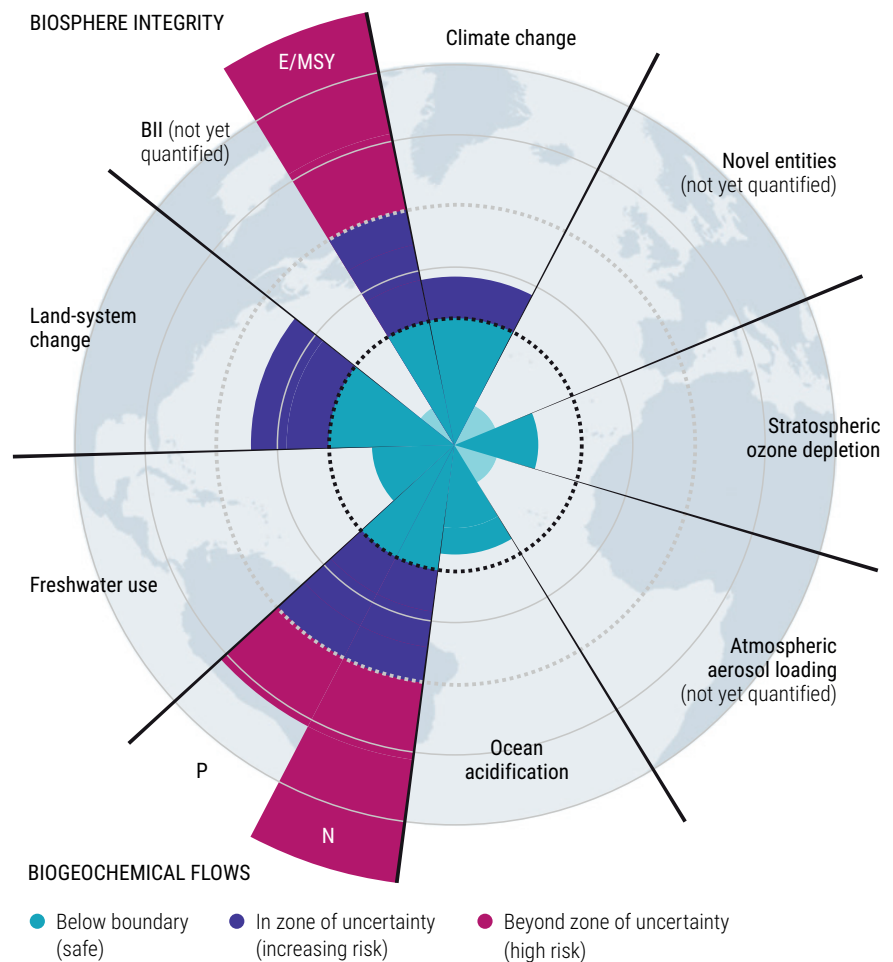 BIOSPHERE INTEGRITY
Climate change
E/MSY
BII (not yet
quantified)
Novel entities
(not yet quantified)
Land-system
change
Stratospheric
ozone depletion
Freshwater use
Atmospheric
aerosol loading
(not yet quantified)
Ocean
acidification
P
N
BIOGEOCHEMICAL FLOWS
Below boundary
(safe)
In zone of uncertainty
(increasing risk)
Beyond zone of uncertainty
(high risk)